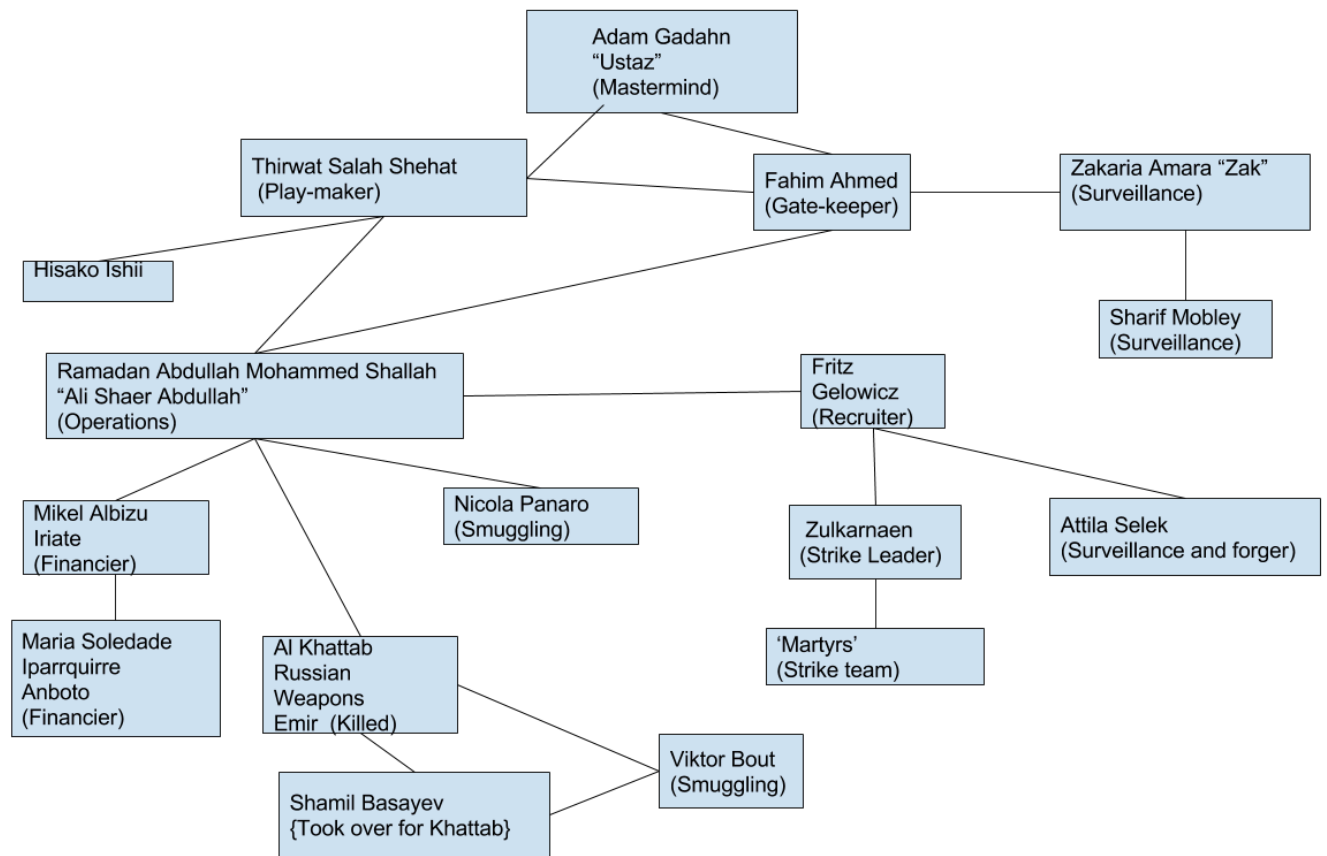 Adam Gadahn
“Ustaz”
(Mastermind)
Thirwat Salah Shehat
(Play-maker)
Fahim Ahmed
(Gate-keeper)
Zakaria Amara “Zak”
(Surveillance)
Hisako Ishii
Sharif Mobley
(Surveillance)
Ramadan Abdullah Mohammed Shallah
“Ali Shaer Abdullah”
(Operations)
Fritz
Gelowicz
(Recruiter)
Mikel Albizu
Iriate
(Financier)
Nicola Panaro
(Smuggling)
Zulkarnaen
(Strike Leader)
Attila Selek
(Surveillance and forger)
Maria Soledade
Iparrquirre
Anboto
(Financier)
Al Khattab
Russian
Weapons
Emir (Killed)
‘Martyrs’
(Strike team)
Viktor Bout
(Smuggling)
Shamil Basayev
{Took over for Khattab}